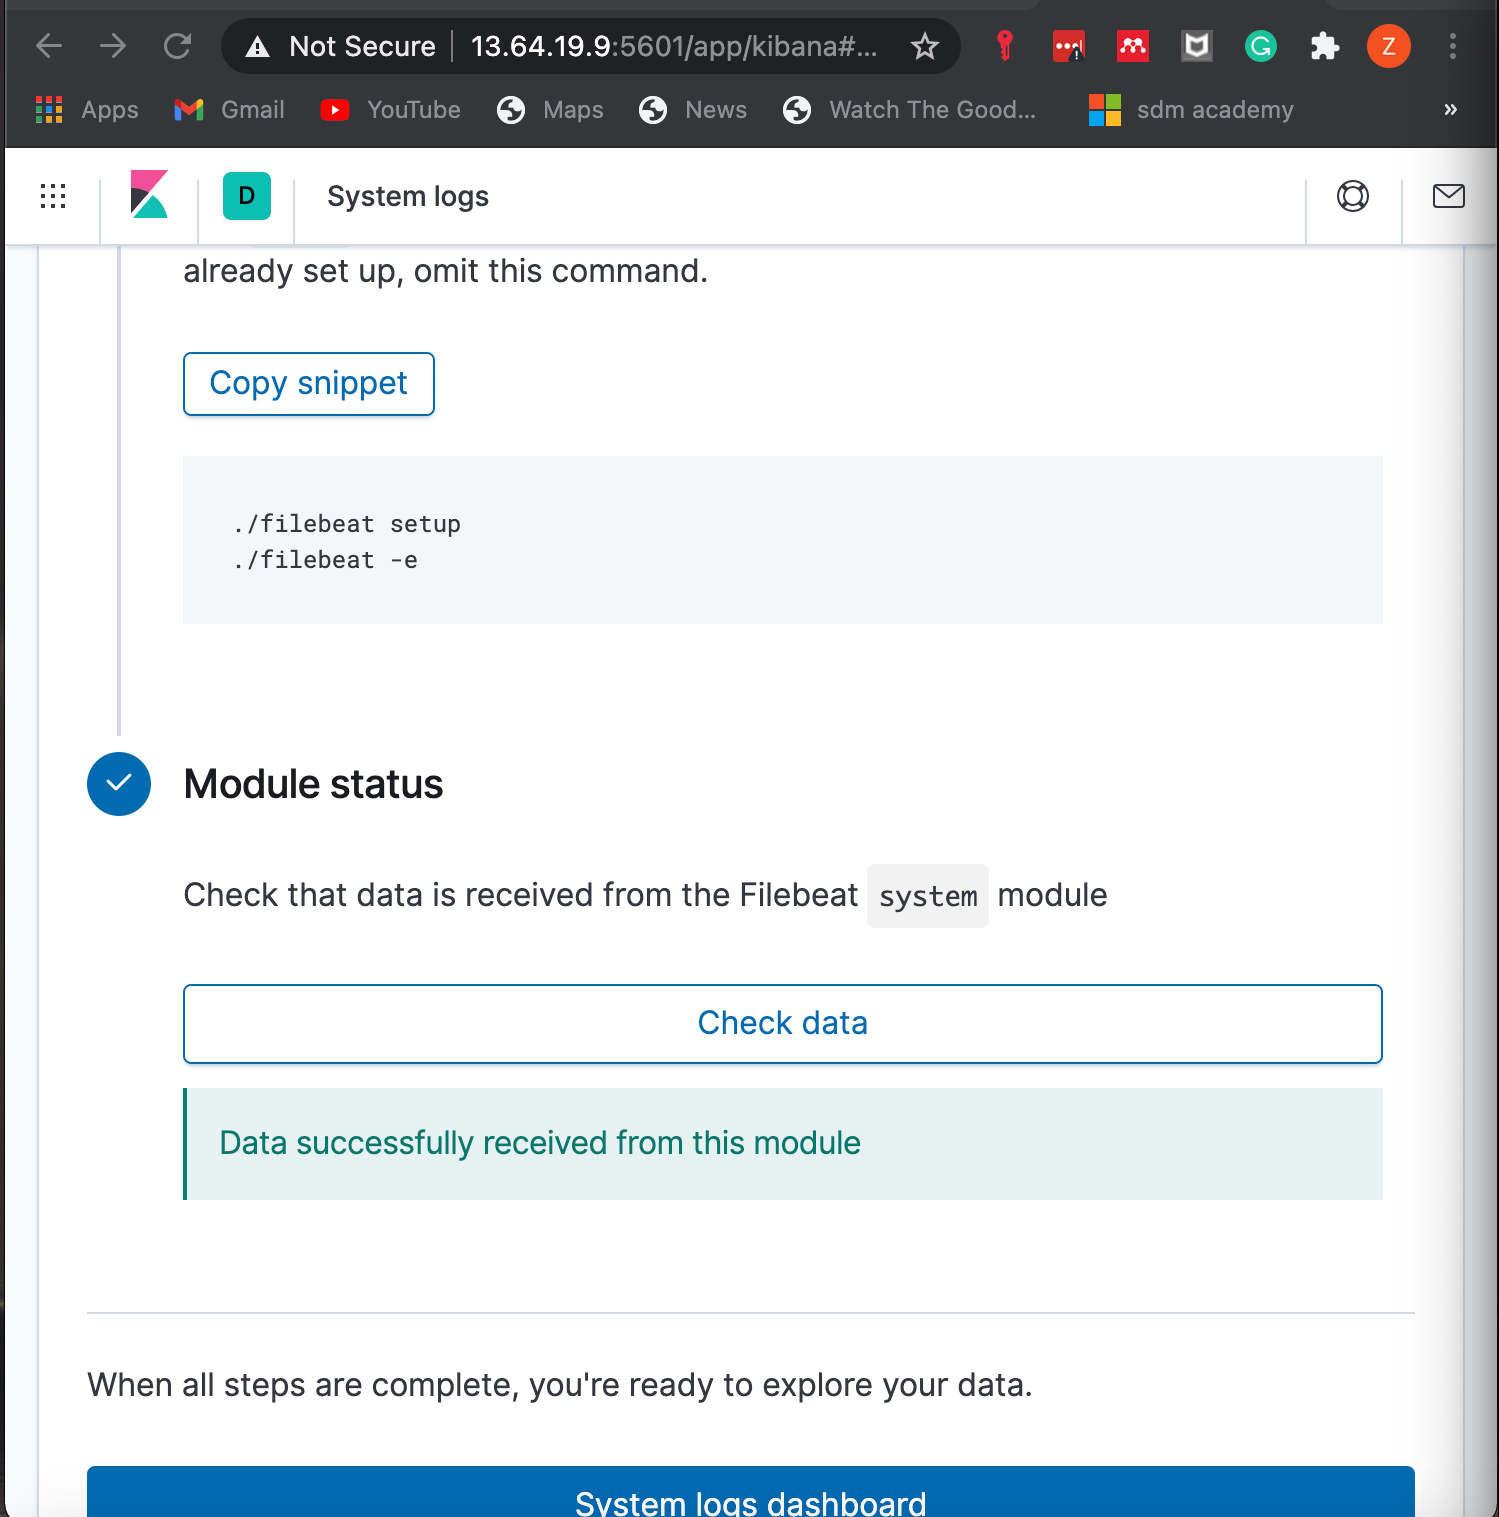 Not Secure 13.64.19.9:5601/app/kibana#...
G
Z
Apps Gmail YouTube Maps News Watch The Good... sdm academy »
D System logs
already set up, omit this command.
Copy snippet
./filebeat setup
./filebeat -e
Module status
Check that data is received from the Filebeat system module
Check data
Data successfully received from this module
When all steps are complete, you're ready to explore your data.
System logs dashboard